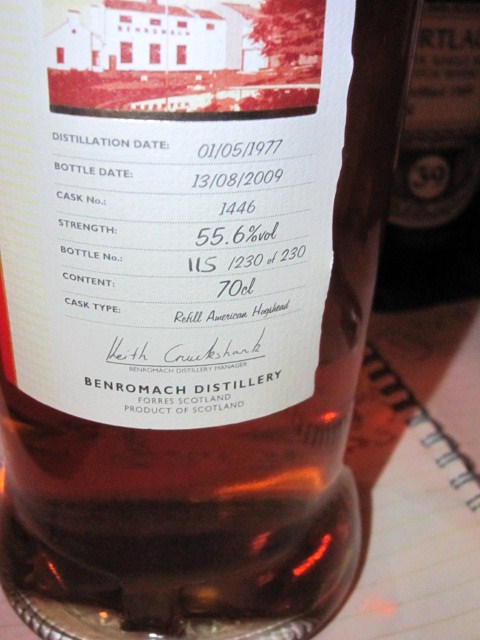 BENROMACH
DISTILLATION DATE: 01/05/1977
BOTTLE DATE: 13/08/2009
CASK No.: 1446
STRENGTH: 55.6%vol
BOTTLE No.: 115 /230 of 230
CONTENT: 70cl
CASK TYPE: Refill American Hogshead
Keith Cruickshank
BENROMACH DISTILLERY MANAGER
BENROMACH DISTILLERY
FORRES SCOTLAND
PRODUCT OF SCOTLAND
30